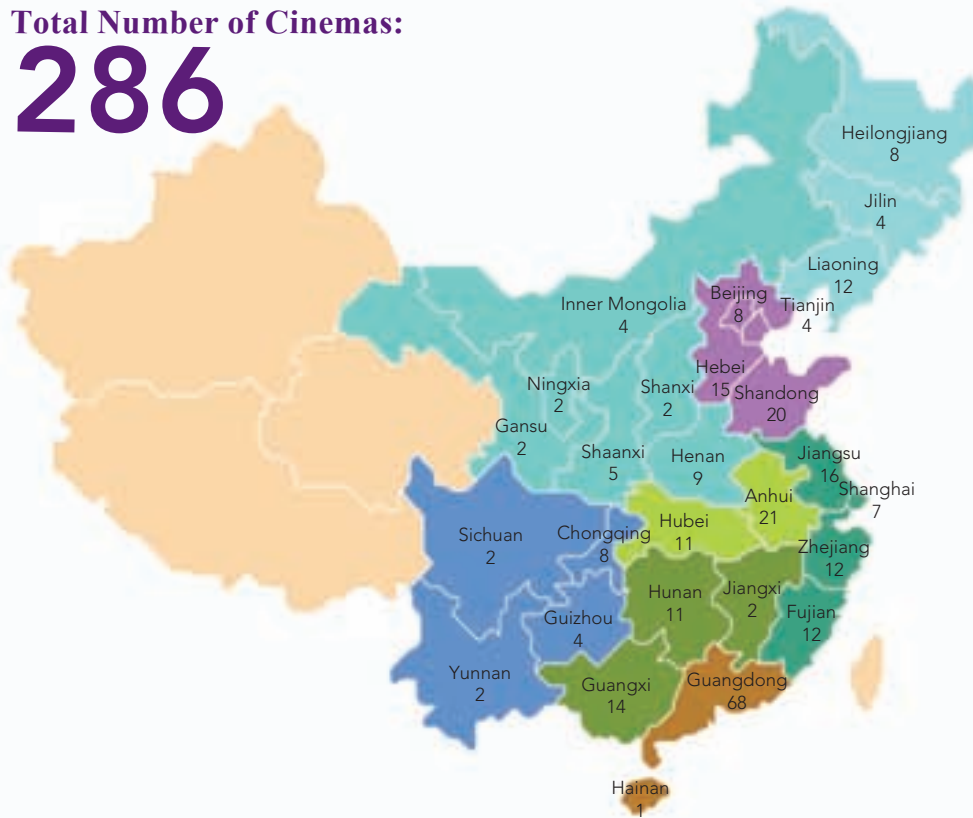 Total Number of Cinemas:
286
Heilongjiang
8
Jilin
4
Liaoning
12
Inner Mongolia
4
Beijing
8
Tianjin
4
Hebei
15
Shandong
20
Ningxia
2
Shanxi
2
Gansu
2
Shaanxi
5
Henan
9
Jiangsu
16
Shanghai
7
Anhui
21
Sichuan
2
Chongqing
8
Hubei
11
Zhejiang
12
Hunan
11
Jiangxi
2
Guizhou
4
Fujian
12
Yunnan
2
Guangxi
14
Guangdong
68
Hainan
1